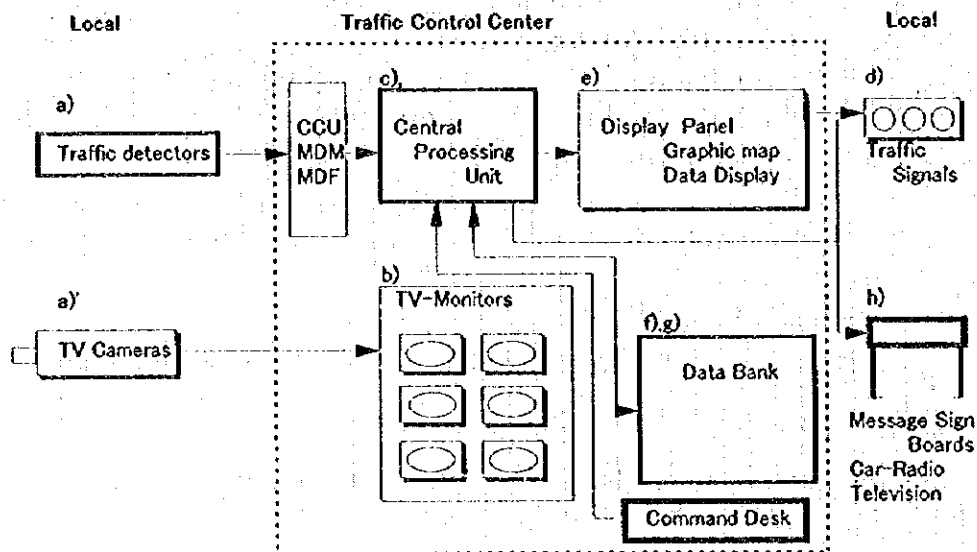 Local
Traffic Control Center
Local
a)
Traffic detectors
CCU
MDM
MDF
c),
Central
Processing
Unit
e)
Display Panel
Graphic map
Data Display
d)
Traffic
Signals
a)'
TV Cameras
b)
TV-Monitors
f),g)
Data Bank
Command Desk
h)
Message Sign
Boards
Car-Radio
Television